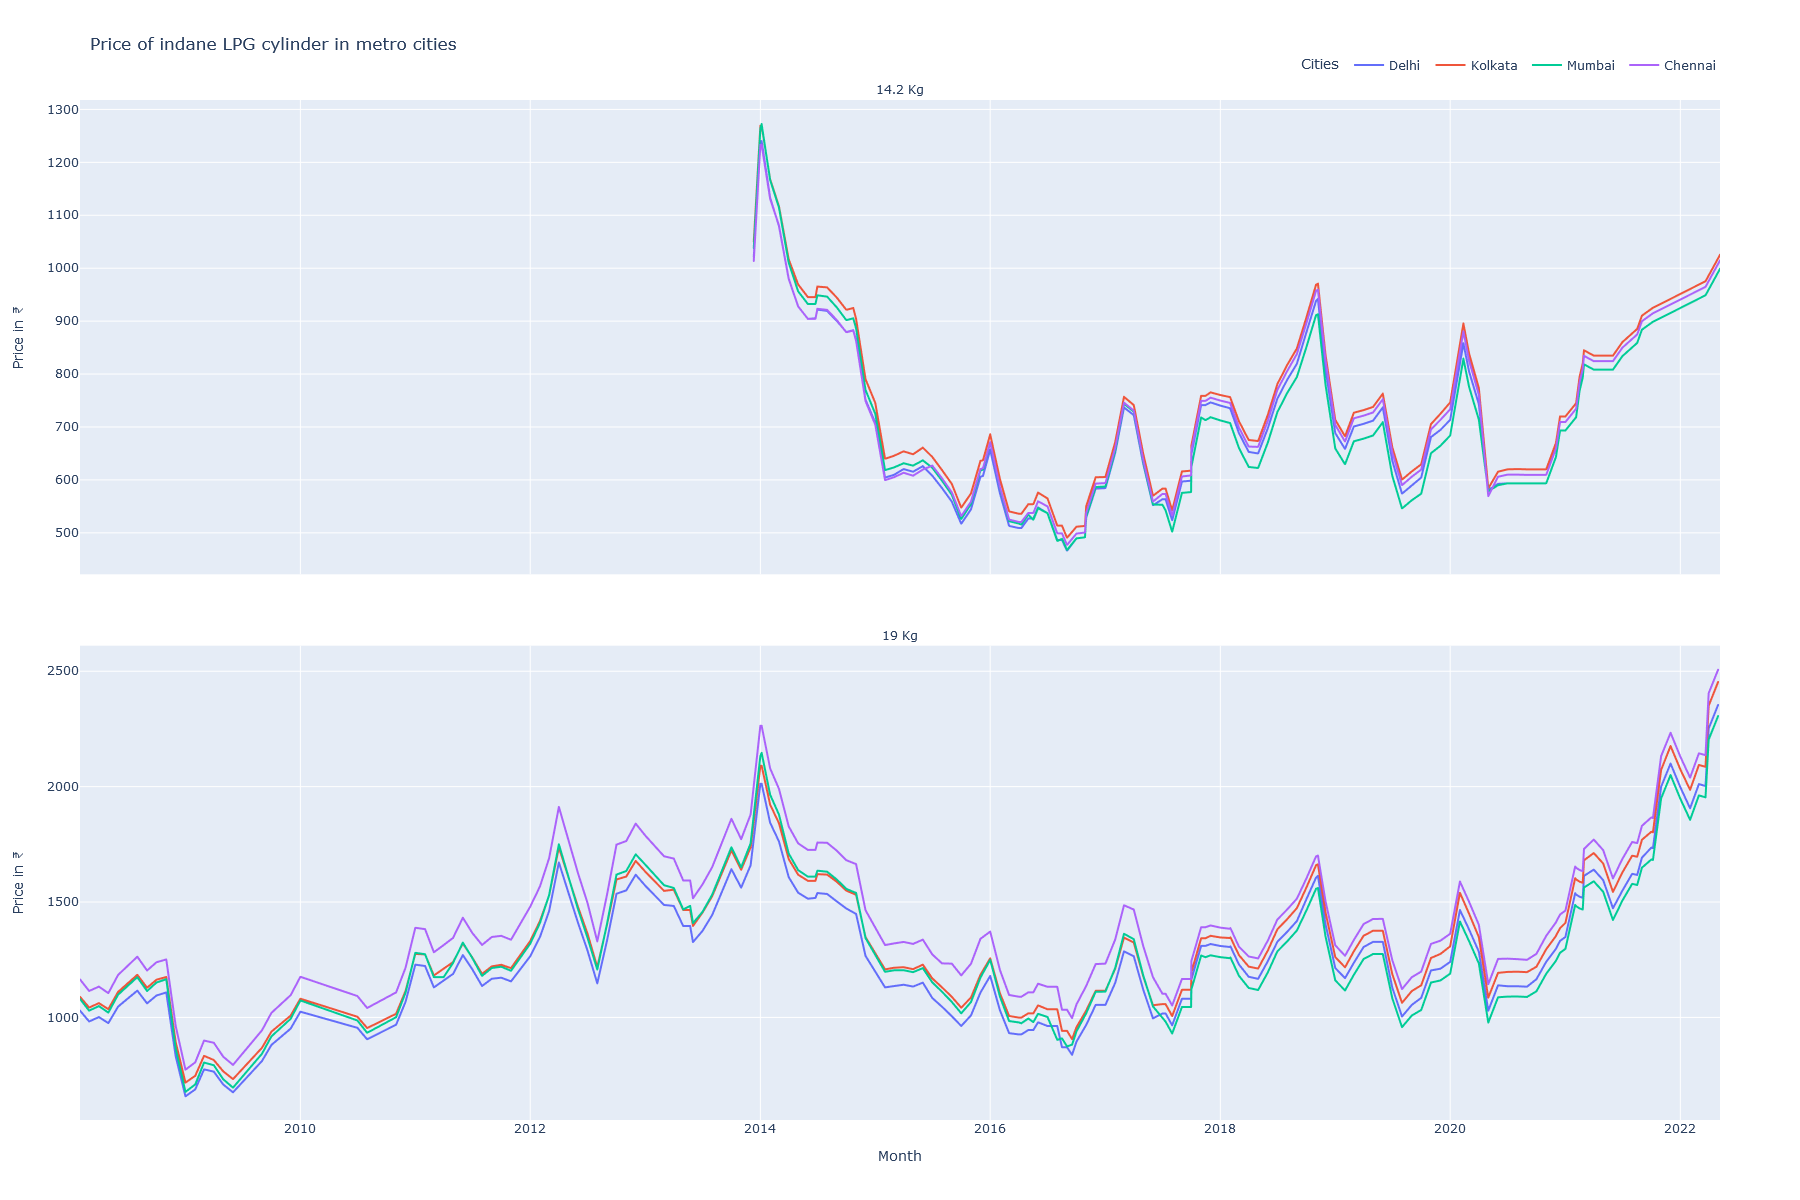 Price of indane LPG cylinder in metro cities
Cities Delhi Kolkata Mumbai Chennai
14.2 Kg
1300
1200
1100
1000
900
800
700
600
500
Price in ₹
19 Kg
2500
2000
1500
1000
Price in ₹
2010 2012 2014 2016 2018 2020 2022
Month